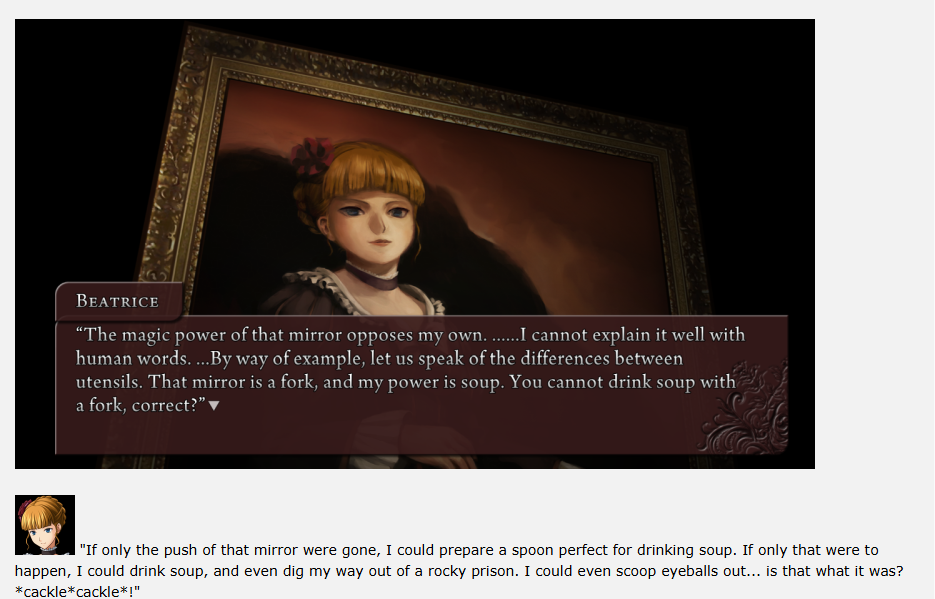 BEATRICE
“The magic power of that mirror opposes my own. ......I cannot explain it well with
human words. ...By way of example, let us speak of the differences between
utensils. That mirror is a fork, and my power is soup. You cannot drink soup with
a fork, correct?”▼
"If only the push of that mirror were gone, I could prepare a spoon perfect for drinking soup. If only that were to
happen, I could drink soup, and even dig my way out of a rocky prison. I could even scoop eyeballs out... is that what it was?
*cackle*cackle*!"